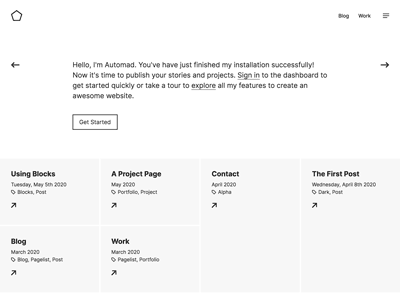 Blog Work
Hello, I'm Automad. You've have just finished my installation successfully!
Now it's time to publish your stories and projects. Sign in to the dashboard to
get started quickly or take a tour to explore all my features to create an
awesome website.
Get Started
Using Blocks
Tuesday, May 5th 2020
Blocks, Post
A Project Page
May 2020
Portfolio, Project
Contact
April 2020
Alpha
The First Post
Wednesday, April 8th 2020
Dark, Post
Blog
March 2020
Blog, Pagelist, Post
Work
March 2020
Pagelist, Portfolio